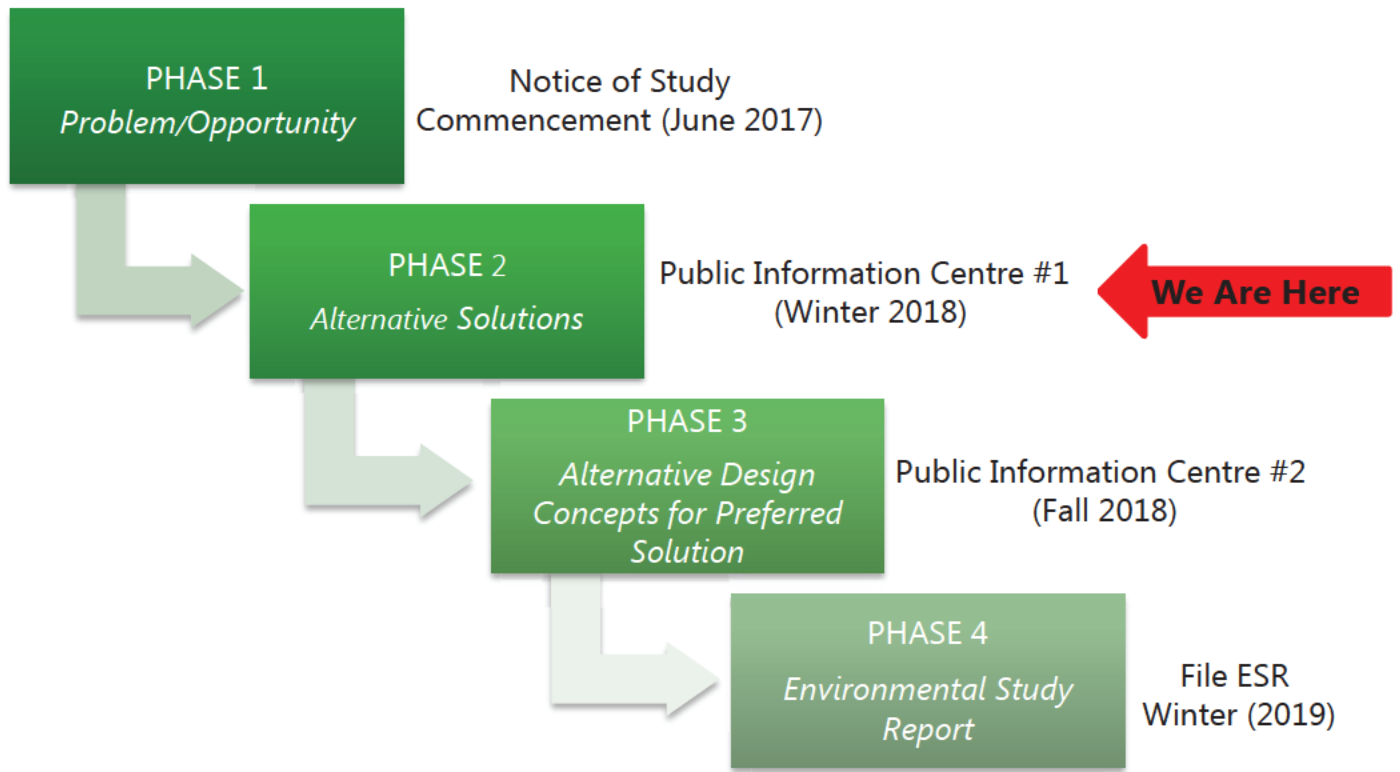 PHASE 1
Problem/Opportunity
Notice of Study
Commencement (June 2017)
PHASE 2
Alternative Solutions
Public Information Centre #1
(Winter 2018)
We Are Here
PHASE 3
Alternative Design
Concepts for Preferred
Solution
Public Information Centre #2
(Fall 2018)
PHASE 4
Environmental Study
Report
File ESR
Winter (2019)